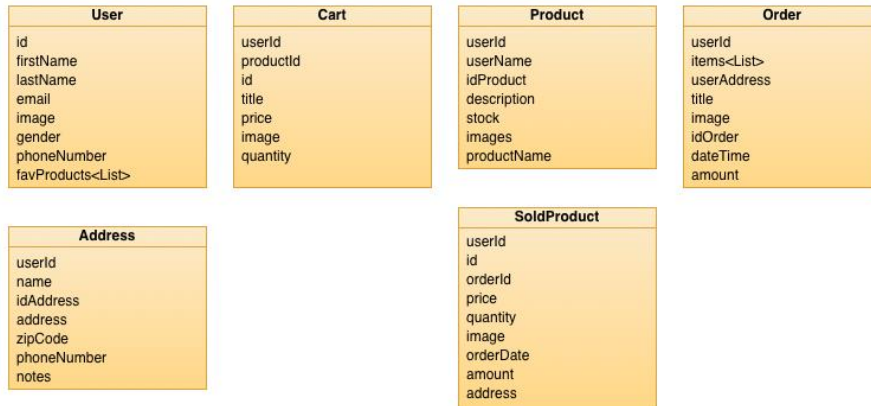 User
id
firstName
lastName
email
image
gender
phoneNumber
favProducts<List>
Cart
userId
productId
id
title
price
image
quantity
Product
userId
userName
idProduct
description
stock
images
productName
Order
userId
items<List>
userAddress
title
image
idOrder
dateTime
amount
Address
userId
name
idAddress
address
zipCode
phoneNumber
notes
SoldProduct
userId
id
orderId
price
quantity
image
orderDate
amount
address